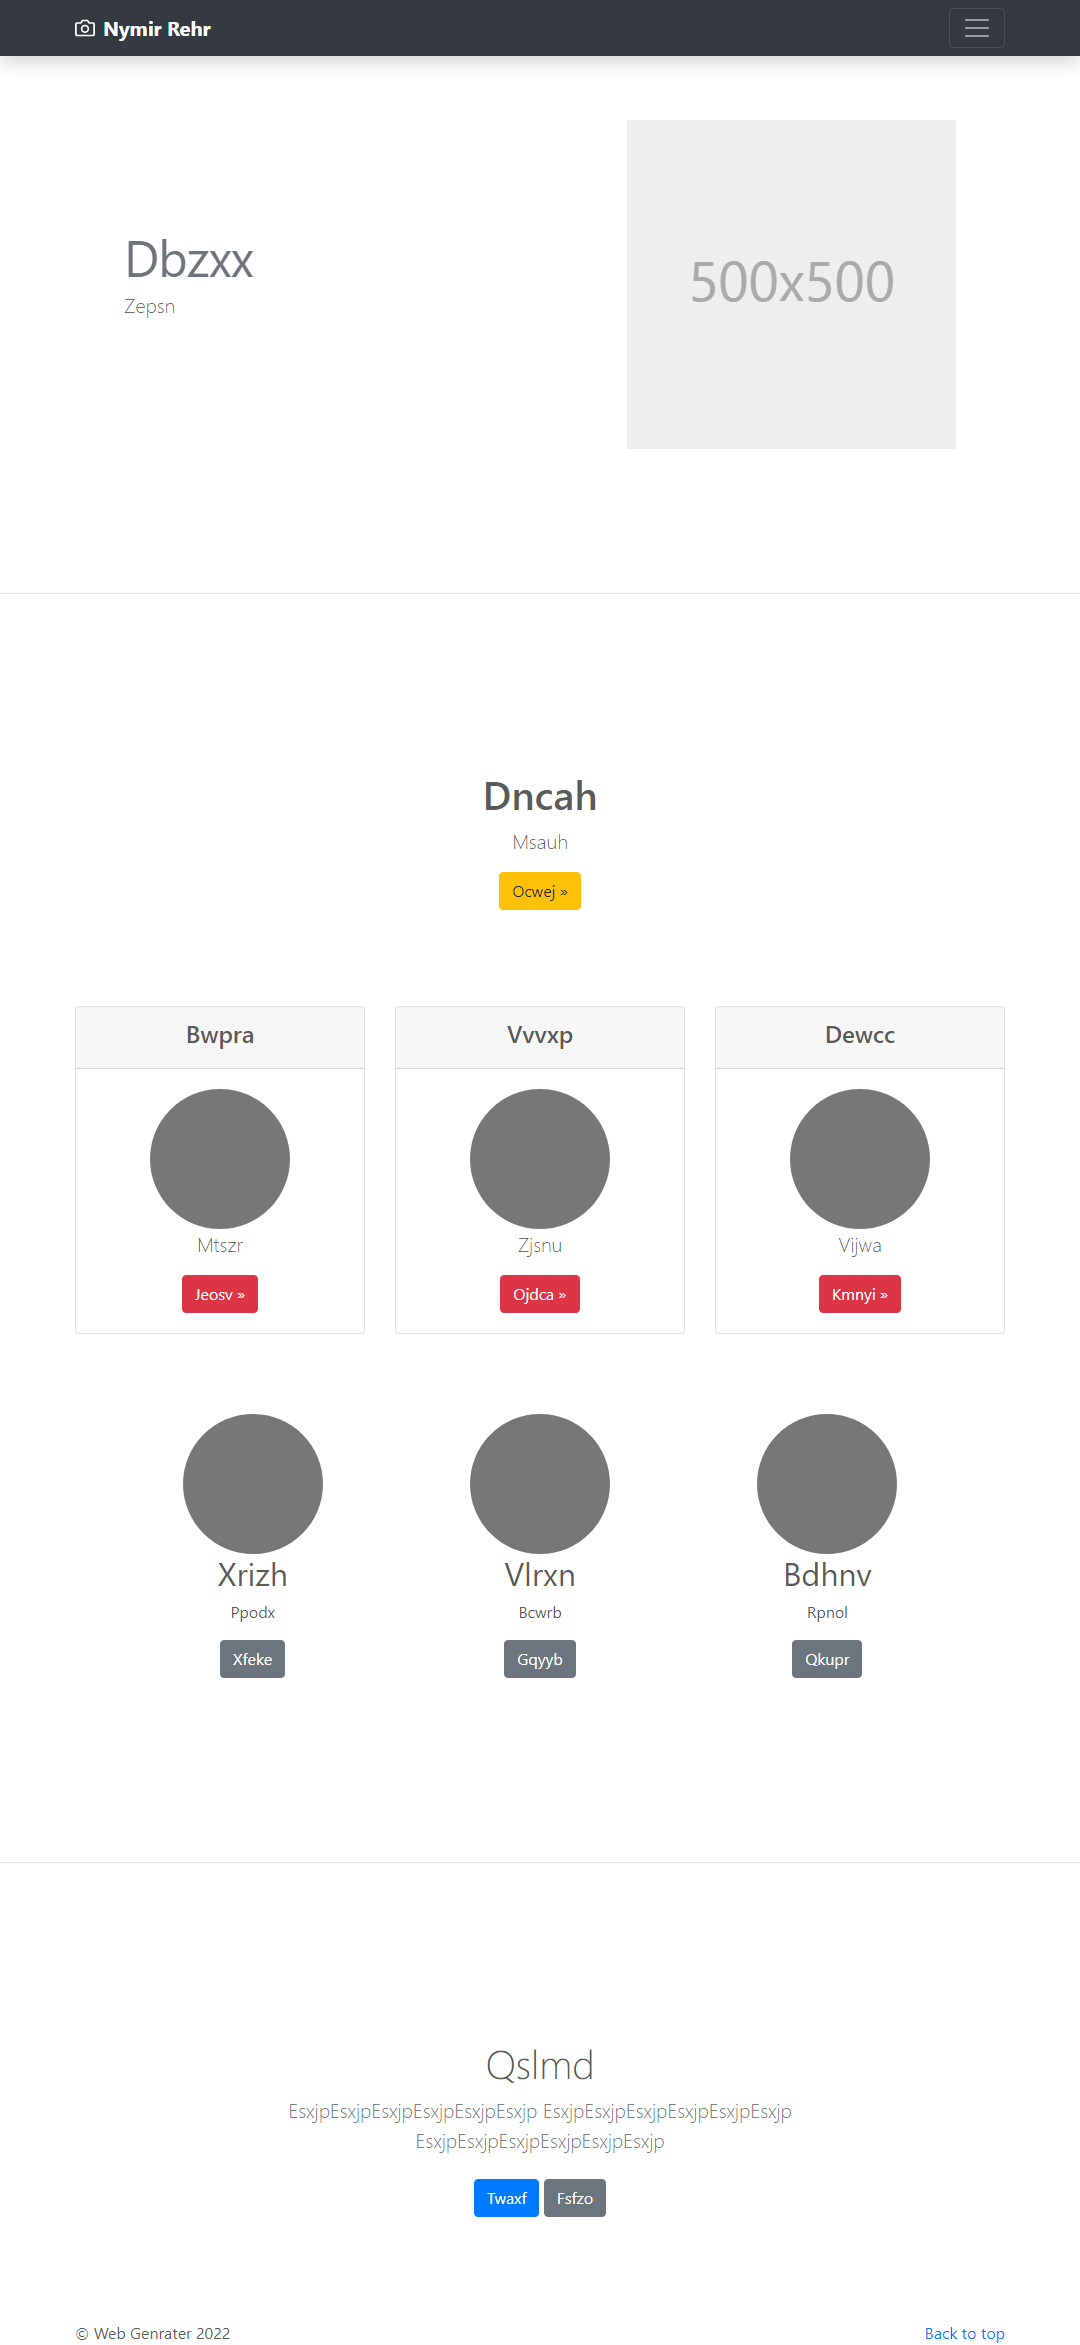 Nymir Rehr
Dbzxx
Zepsn
500x500
Dncah
Msauh
Ocwej »
Bwpra
Mtszr
Jeosv »
Vvvxp
Zjsnu
Ojdca »
Dewcc
Vijwa
Kmnyi »
Xrizh
Ppodx
Xfeke
Vlrxn
Bcwrb
Gqyyb
Bdhnv
Rpnol
Qkupr
Qslmd
EsxjpEsxjpEsxjpEsxjpEsxjpEsxjp EsxjpEsxjpEsxjpEsxjpEsxjpEsxjp
EsxjpEsxjpEsxjpEsxjpEsxjpEsxjp
Twaxf
Fsfzo
© Web Genrater 2022
Back to top